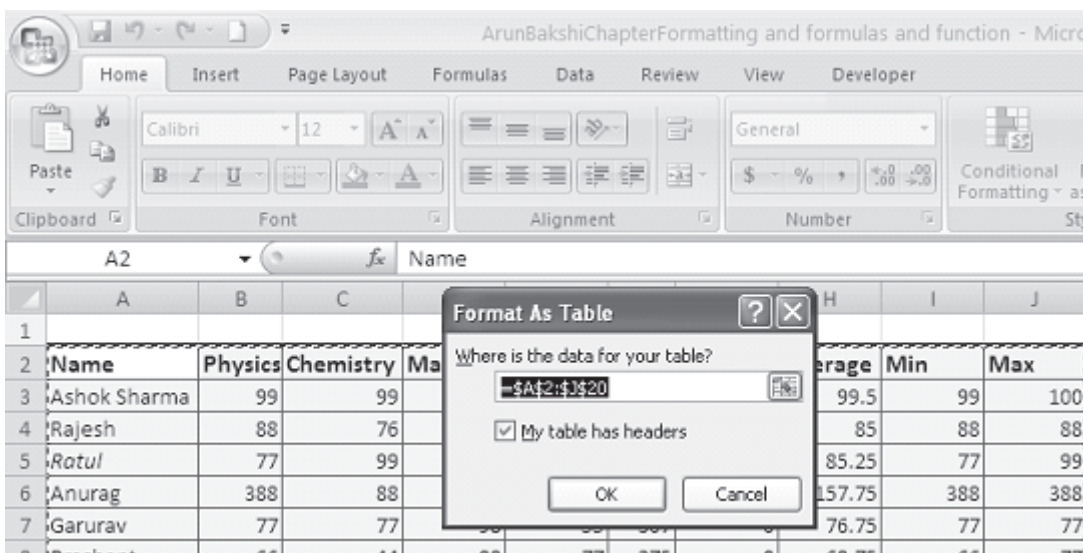 ArunBakshiChapterFormatting and formulas and function - Micro
Home Insert Page Layout Formulas Data Review View Developer
Calibri 12 A A General
Paste B I U A $ % , Conditional
Formatting as
Clipboard Font Alignment Number St
A2 fx Name
A B C H I J
1
Format As Table
Where is the data for your table?
=$A$2:$J$20
My table has headers
OK Cancel
2 Name Physics Chemistry Ma erage Min Max
3 Ashok Sharma 99 99 99.5 99 100
4 Rajesh 88 76 85 88 88
5 Ratul 77 99 85.25 77 99
6 Anurag 388 88 157.75 388 388
7 Garurav 77 77 307 76.75 77 77